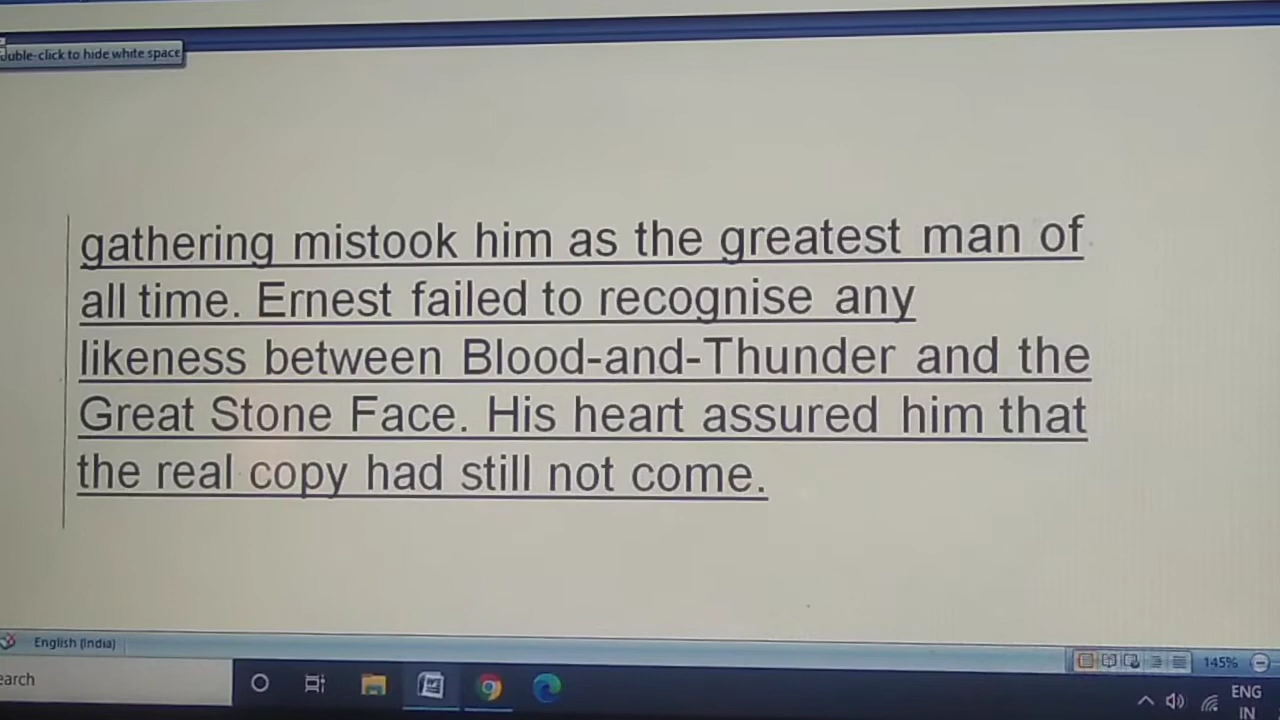 ouble-click to hide white space
gathering mistook him as the greatest man of
all time. Ernest failed to recognise any
likeness between Blood-and-Thunder and the
Great Stone Face. His heart assured him that
the real copy had still not come.
English (India)
145%
earch
ENG
IN